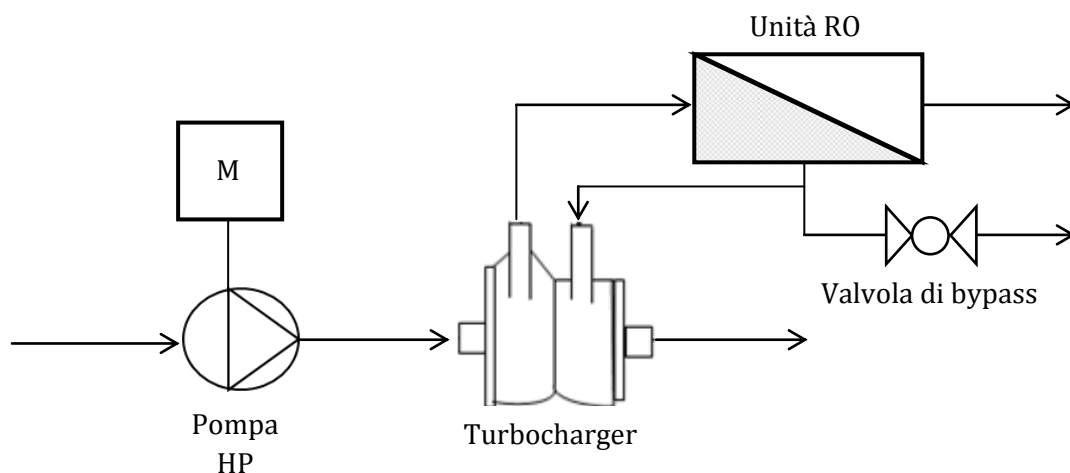 Unità RO
M
Valvola di bypass
Pompa
HP
Turbocharger